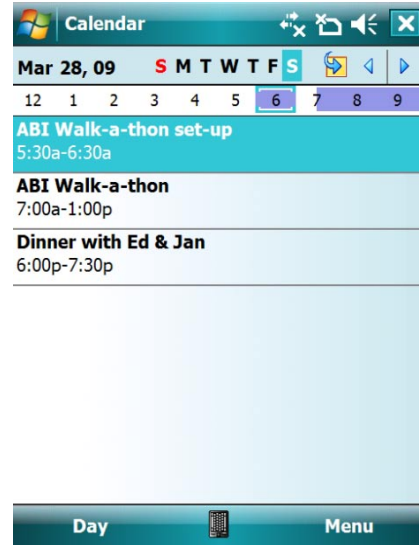 Calendar
Mar 28, 09 S M T W T F S
12 1 2 3 4 5 6 7 8 9
ABI Walk-a-thon set-up
5:30a-6:30a
ABI Walk-a-thon
7:00a-1:00p
Dinner with Ed & Jan
6:00p-7:30p
Day Menu